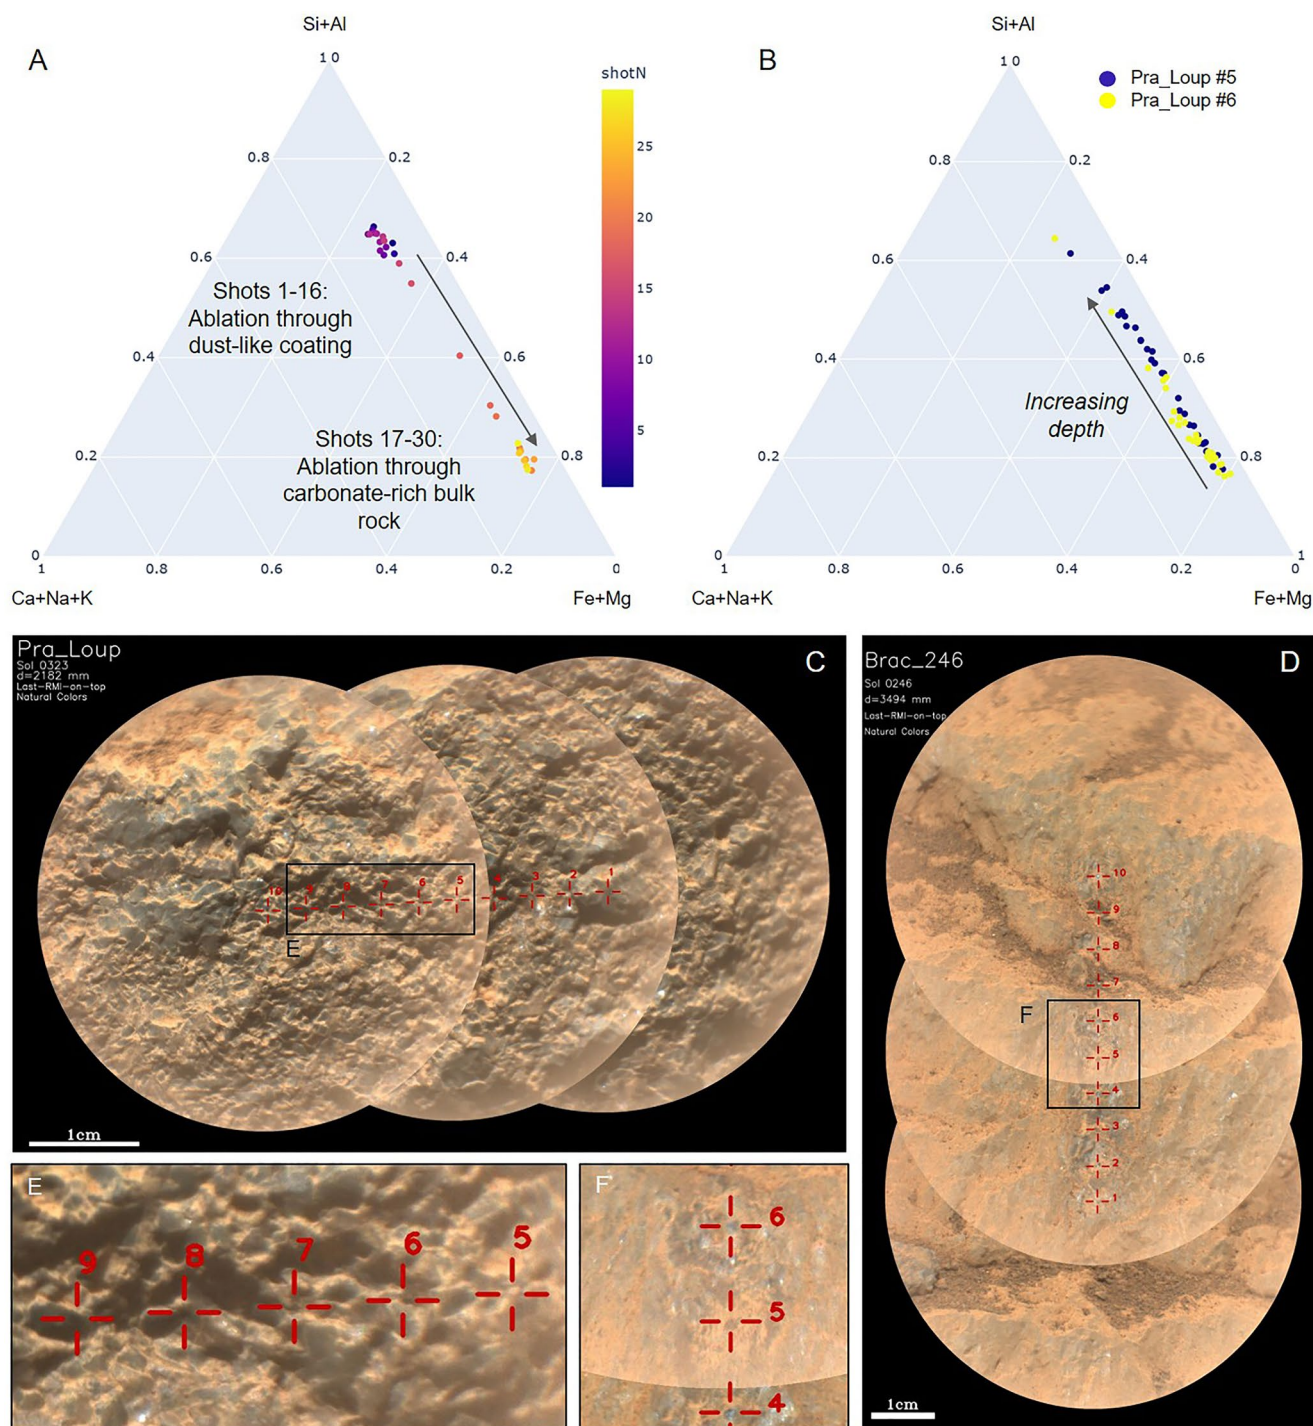 Si+Al
Si+Al
A
B
1 0
shotN
1 0
Pra_Loup #5
Pra_Loup #6
0.8
0.2
25
0.8
0.2
20
0.6
0.4
0.6
0.4
Shots 1-16:
Ablation through
dust-like coating
15
0.4
0.6
10
0.4
0.6
Increasing
depth
Shots 17-30:
Ablation through
carbonate-rich bulk
rock
5
0.2
0.8
0.2
0.8
0
1
0.8
0.6
0.4
0.2
0
0
1
0.8
0.6
0.4
0.2
1
0
Ca+Na+K
Fe+Mg
Ca+Na+K
Fe+Mg
Pra_Loup
Sol 0323
d=2182 mm
Last-RMI-on-top
Natural Colors
C
10
9
8
7
6
5
4
3
2
1
E
1cm
Brac_246
Sol 0246
d=3494 mm
Last-RMI-on-top
Natural Colors
D
10
9
8
7
6
5
4
3
2
1
F
1cm
E
9
8
7
6
5
F
6
5
4